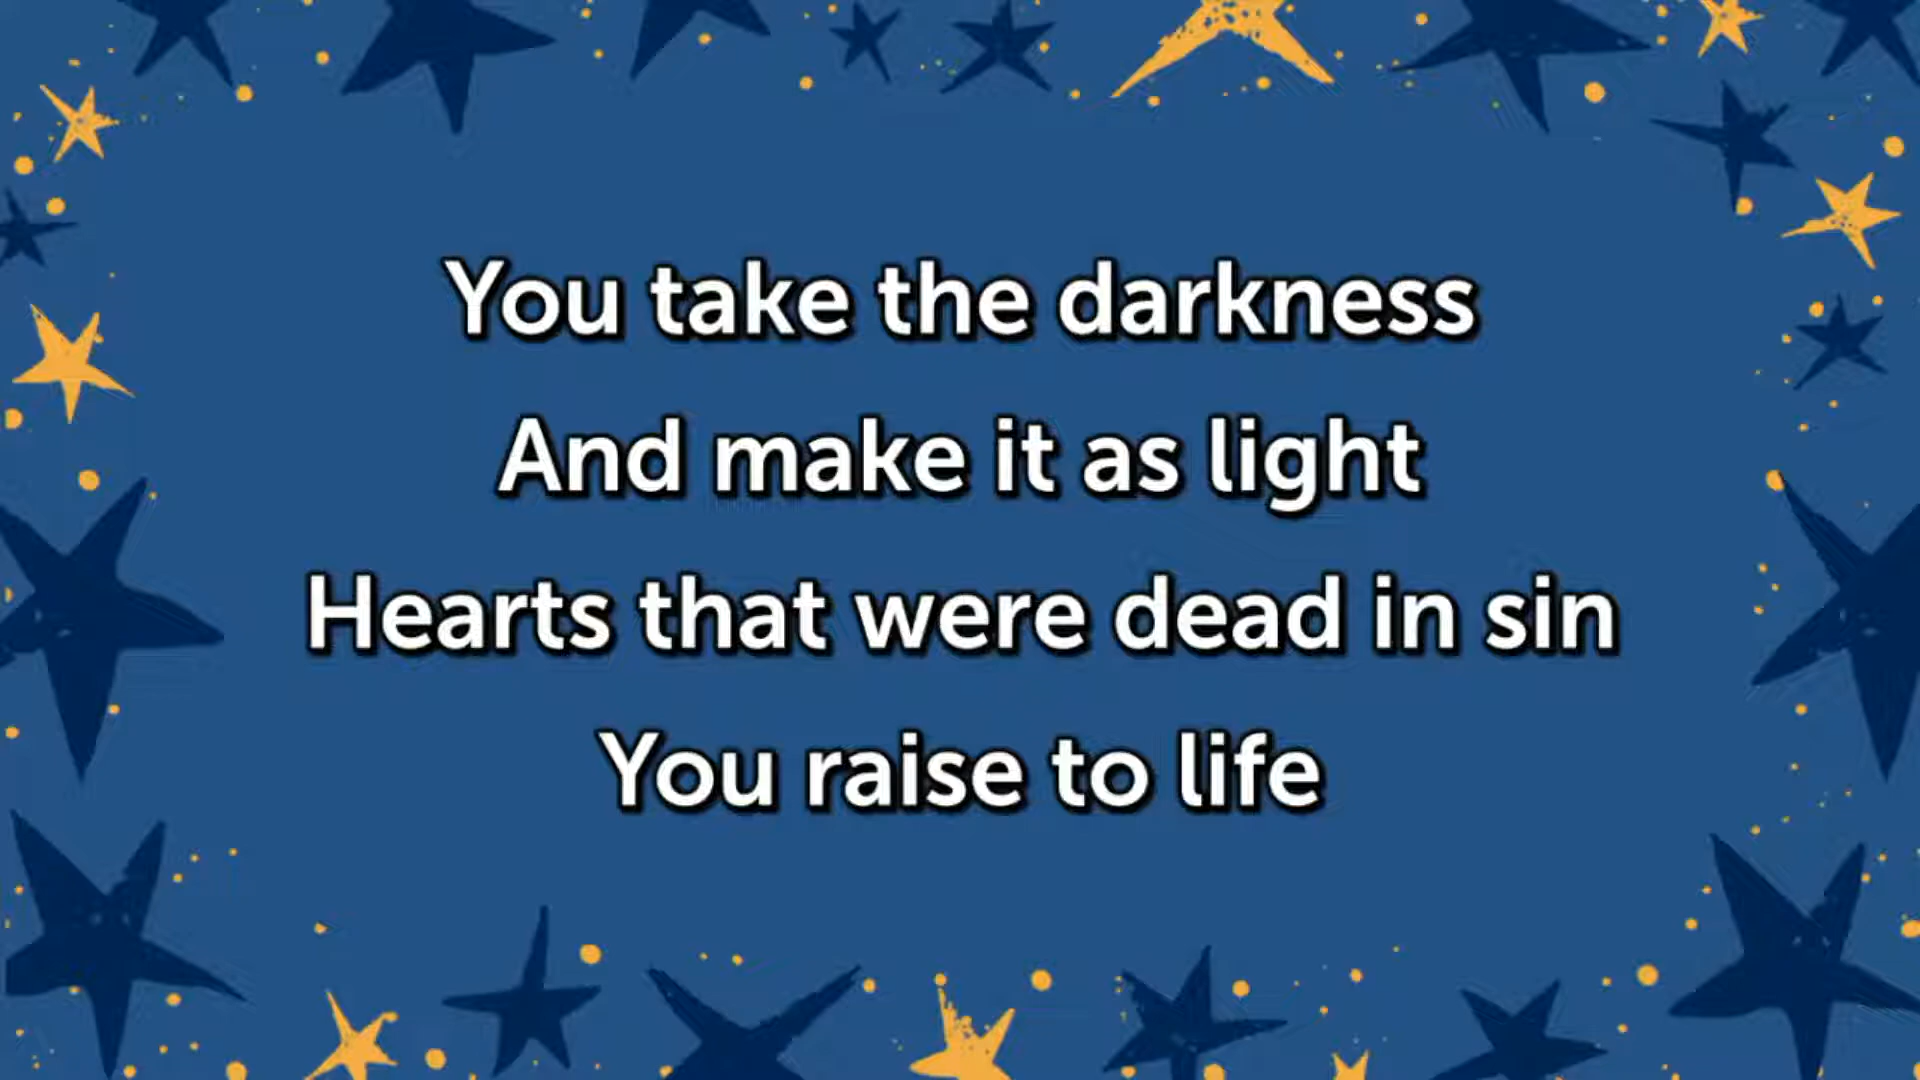 You take the darkness
And make it as light
Hearts that were dead in sin
You raise to life